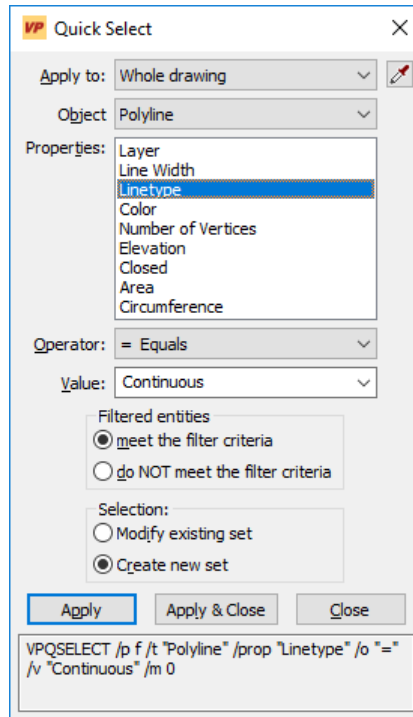 VP Quick Select
Apply to: Whole drawing
Object Polyline
Properties:
Layer
Line Width
Linetype
Color
Number of Vertices
Elevation
Closed
Area
Circumference
Operator: = Equals
Value: Continuous
Filtered entities
meet the filter criteria
do NOT meet the filter criteria
Selection:
Modify existing set
Create new set
Apply Apply & Close Close
VPQSELECT /p f /t "Polyline" /prop "Linetype" /o "="
/v "Continuous" /m 0